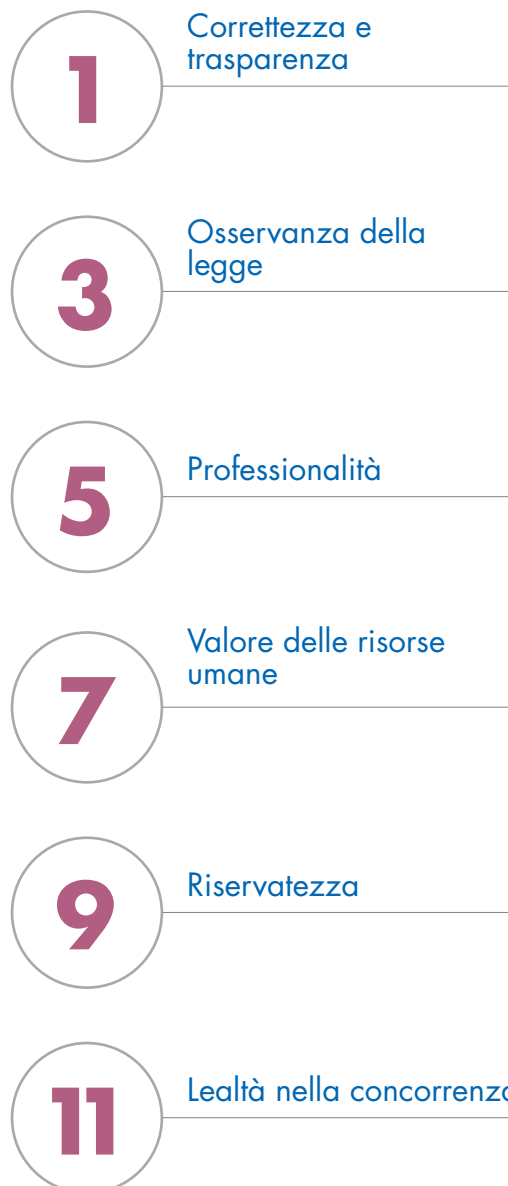 1
Correttezza e
trasparenza
3
Osservanza della
legge
5
Professionalità
7
Valore delle risorse
umane
9
Riservatezza
11
Lealtà nella concorrenza